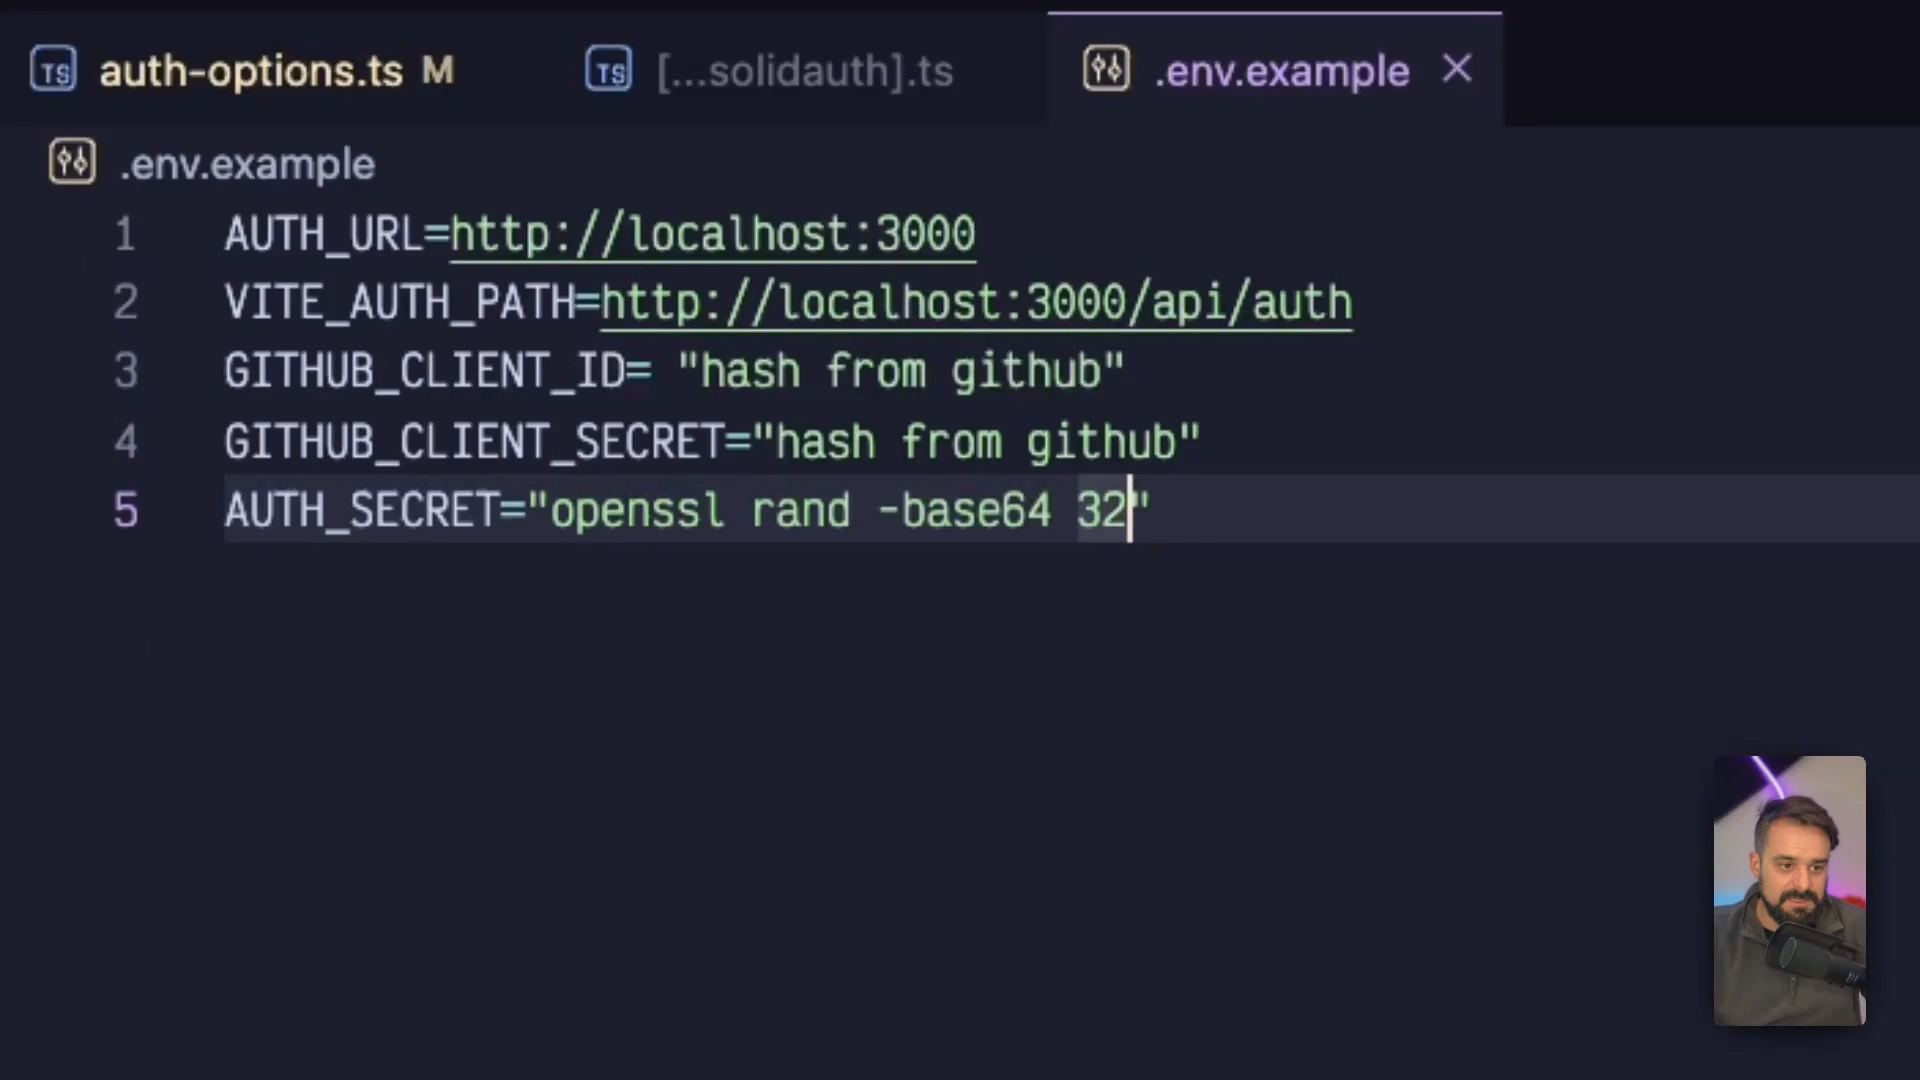 auth-options.ts M
[...solidauth].ts
.env.example
.env.example
1 AUTH_URL=http://localhost:3000
2 VITE_AUTH_PATH=http://localhost:3000/api/auth
3 GITHUB_CLIENT_ID= "hash from github"
4 GITHUB_CLIENT_SECRET="hash from github"
5 AUTH_SECRET="openssl rand -base64 32"